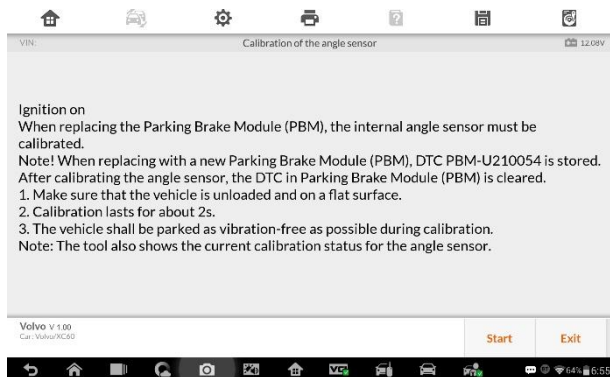 VIN:
Calibration of the angle sensor
12.08V
Ignition on
When replacing the Parking Brake Module (PBM), the internal angle sensor must be
calibrated.
Note! When replacing with a new Parking Brake Module (PBM), DTC PBM-U210054 is stored.
After calibrating the angle sensor, the DTC in Parking Brake Module (PBM) is cleared.
1. Make sure that the vehicle is unloaded and on a flat surface.
2. Calibration lasts for about 2s.
3. The vehicle shall be parked as vibration-free as possible during calibration.
Note: The tool also shows the current calibration status for the angle sensor.
Volvo V 1.00
Car: Volvo/XC60
Start
Exit
64% 6:55